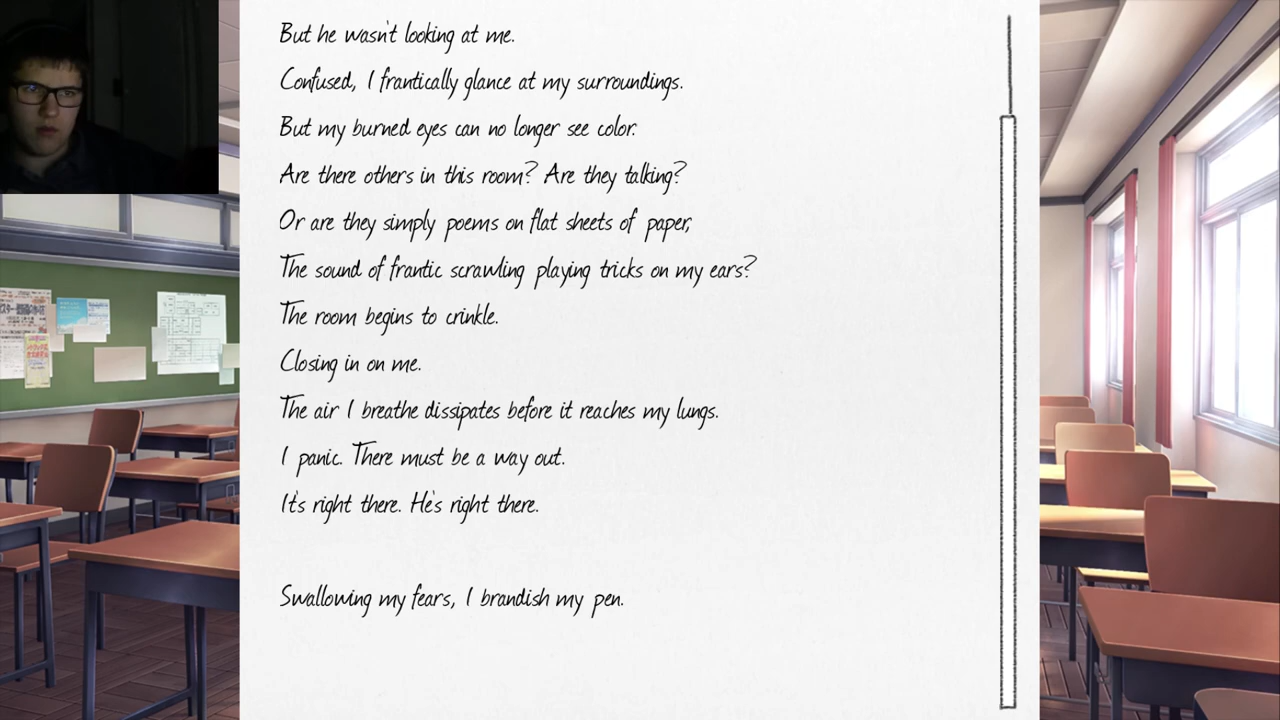 But he wasn't looking at me.
Confused, I frantically glance at my surroundings.
But my burned eyes can no longer see color.
Are there others in this room? Are they talking?
Or are they simply poems on flat sheets of paper,
The sound of frantic scrawling playing tricks on my ears?
The room begins to crinkle.
Closing in on me.
The air I breathe dissipates before it reaches my lungs.
I panic. There must be a way out.
It's right there. He's right there.
Swallowing my fears, I brandish my pen.